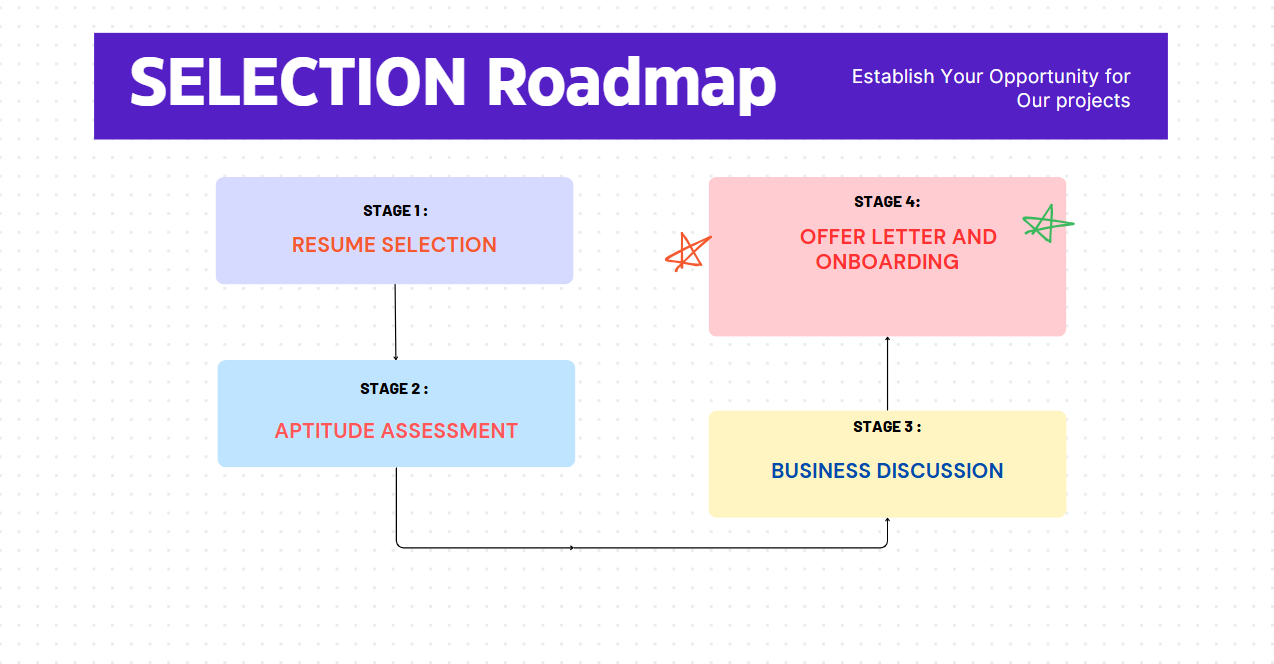 SELECTION Roadmap
Establish Your Opportunity for
Our projects
STAGE 1 :
RESUME SELECTION
STAGE 2 :
APTITUDE ASSESSMENT
STAGE 3 :
BUSINESS DISCUSSION
STAGE 4:
OFFER LETTER AND
ONBOARDING